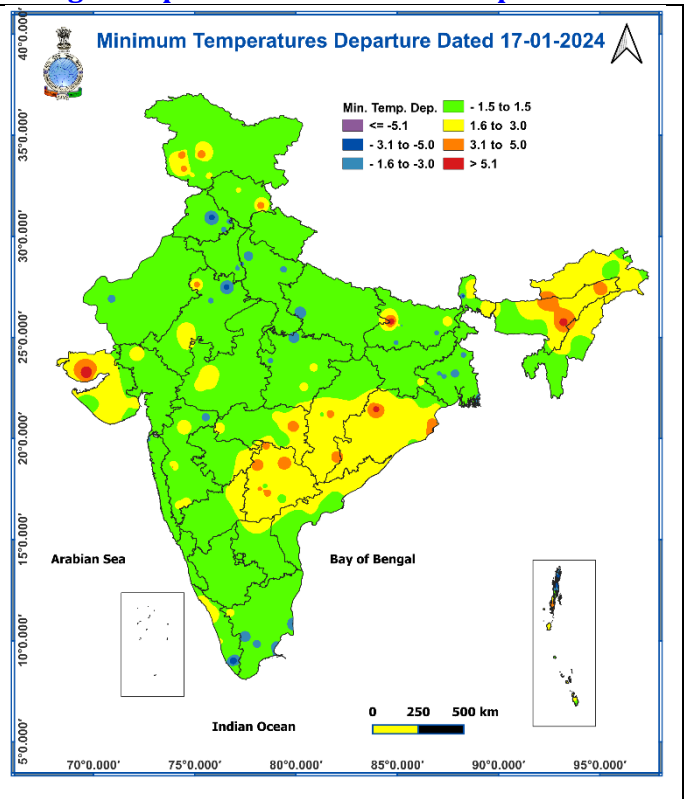 Minimum Temperatures Departure Dated 17-01-2024
Min. Temp. Dep.
<= -5.1
- 3.1 to -5.0
- 1.6 to -3.0
- 1.5 to 1.5
1.6 to 3.0
3.1 to 5.0
> 5.1
40°0.000'
35°0.000'
30°0.000'
25°0.000'
20°0.000'
15°0.000'
10°0.000'
5°0.000'
Arabian Sea
Bay of Bengal
Indian Ocean
0 250 500 km
70°0.000' 75°0.000' 80°0.000' 85°0.000' 90°0.000' 95°0.000'